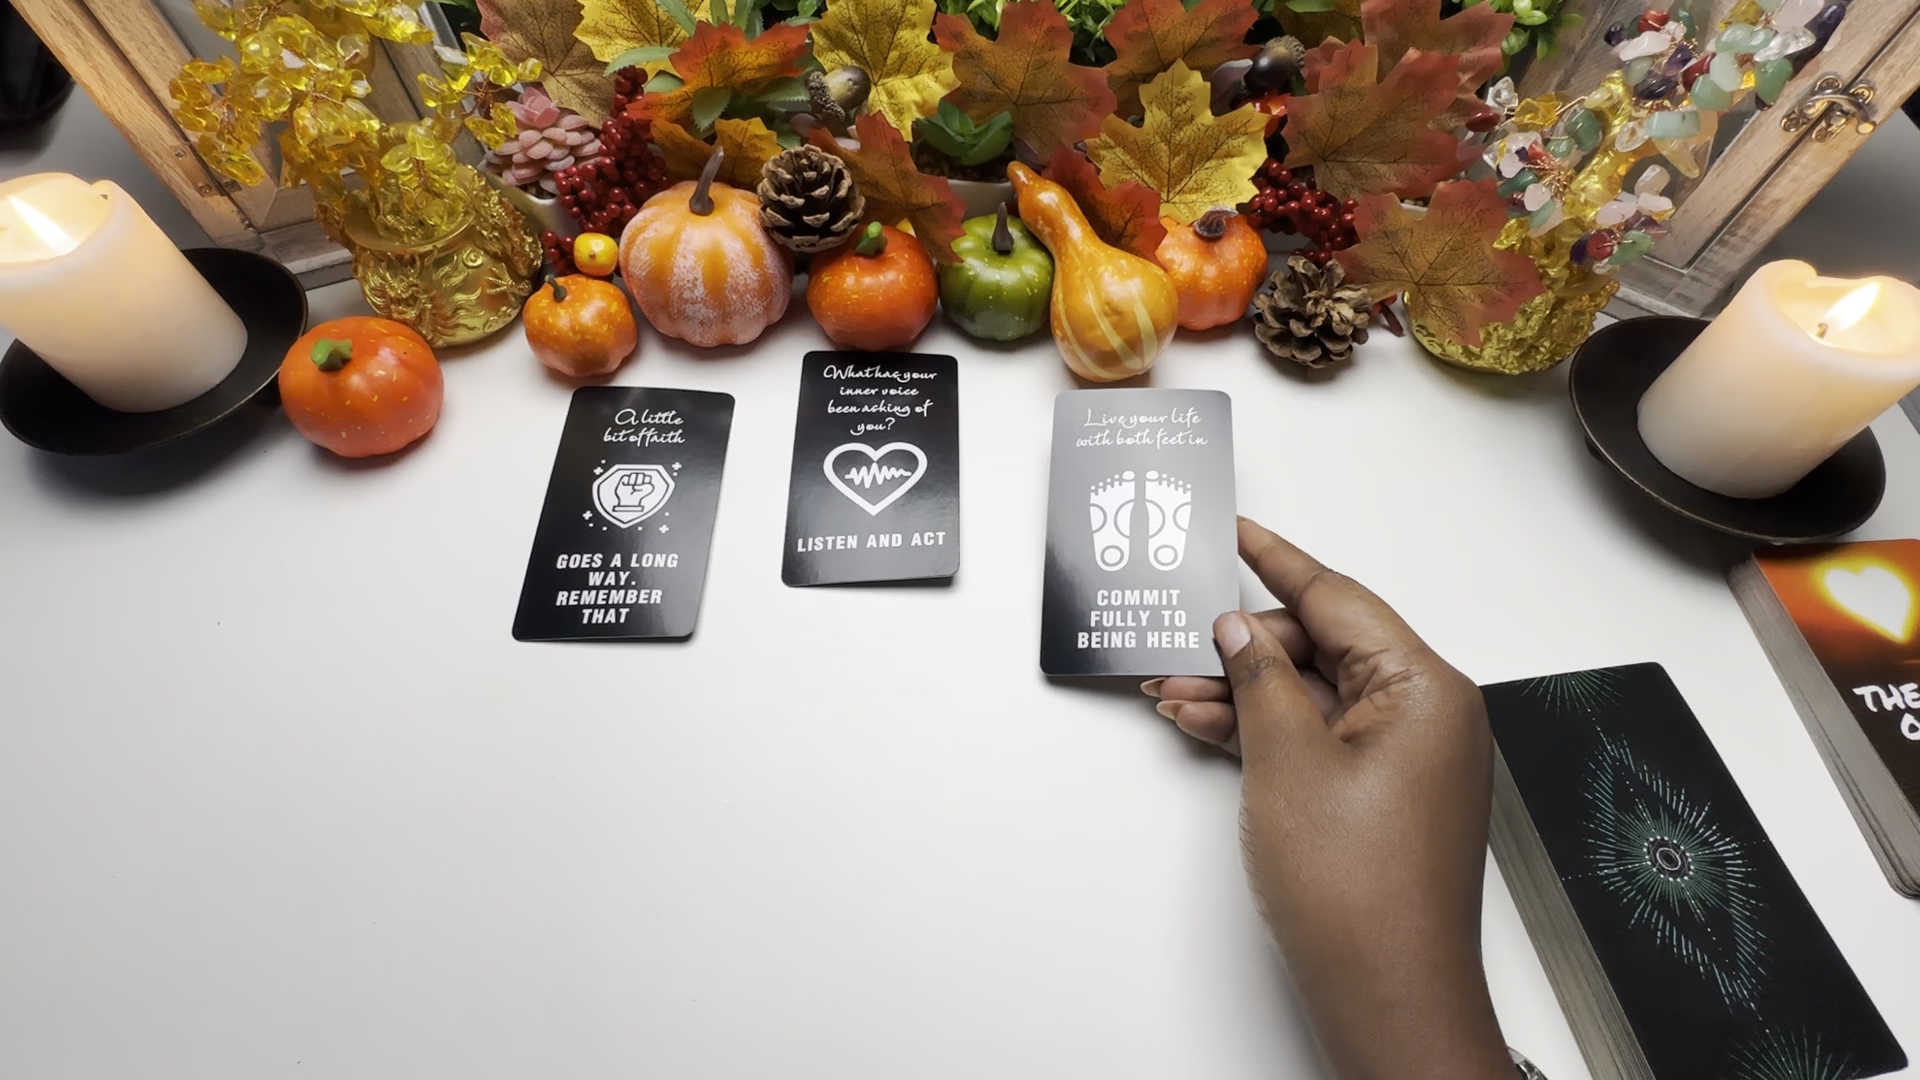 A little
bit of faith
GOES A LONG
WAY.
REMEMBER
THAT
What has your
inner voice
been asking of
you?
LISTEN AND ACT
Live your life
with both feet in
COMMIT
FULLY TO
BEING HERE
THE